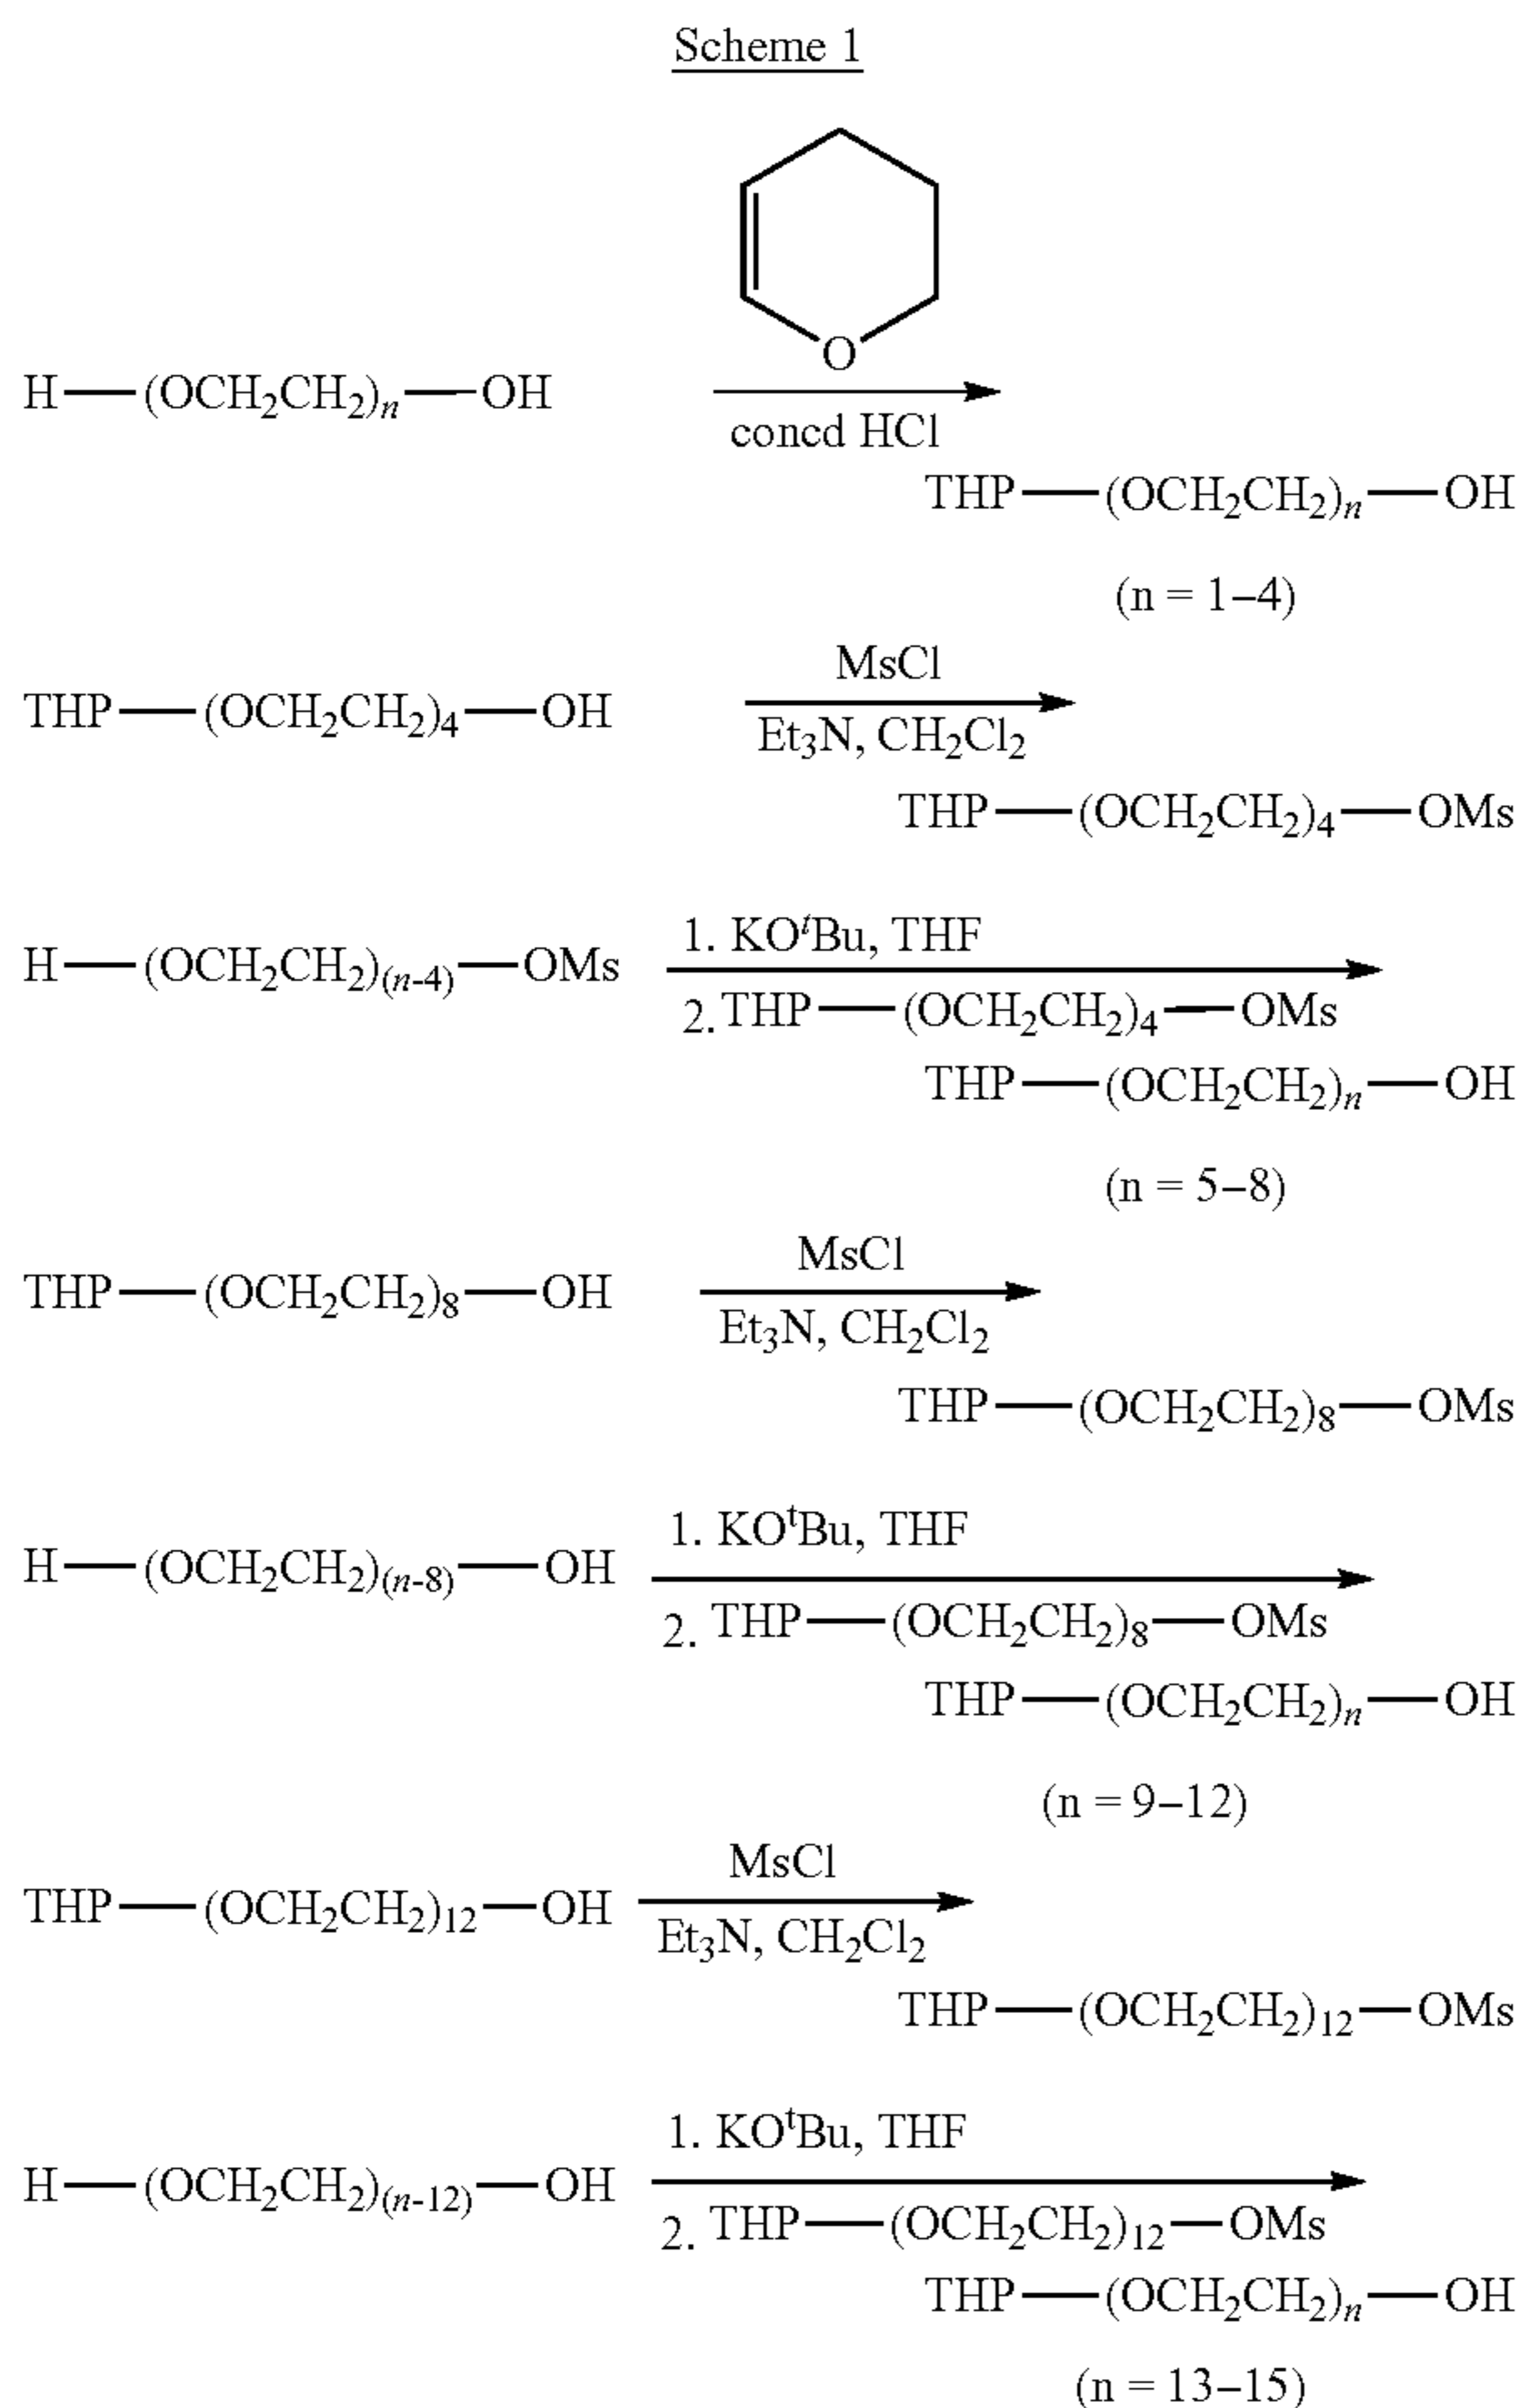 Scheme 1
O
H—(OCH₂CH₂)ₙ—OH
concd HCl
THP—(OCH₂CH₂)ₙ—OH
(n = 1–4)
MsCl
THP—(OCH₂CH₂)₄—OH
Et₃N, CH₂Cl₂
THP—(OCH₂CH₂)₄—OMs
1. KOᵗBu, THF
H—(OCH₂CH₂)₍ₙ₋₄₎—OMs
2. THP—(OCH₂CH₂)₄—OMs
THP—(OCH₂CH₂)ₙ—OH
(n = 5–8)
MsCl
THP—(OCH₂CH₂)₈—OH
Et₃N, CH₂Cl₂
THP—(OCH₂CH₂)₈—OMs
1. KOᵗBu, THF
H—(OCH₂CH₂)₍ₙ₋₈₎—OH
2. THP—(OCH₂CH₂)₈—OMs
THP—(OCH₂CH₂)ₙ—OH
(n = 9–12)
MsCl
THP—(OCH₂CH₂)₁₂—OH
Et₃N, CH₂Cl₂
THP—(OCH₂CH₂)₁₂—OMs
1. KOᵗBu, THF
H—(OCH₂CH₂)₍ₙ₋₁₂₎—OH
2. THP—(OCH₂CH₂)₁₂—OMs
THP—(OCH₂CH₂)ₙ—OH
(n = 13–15)